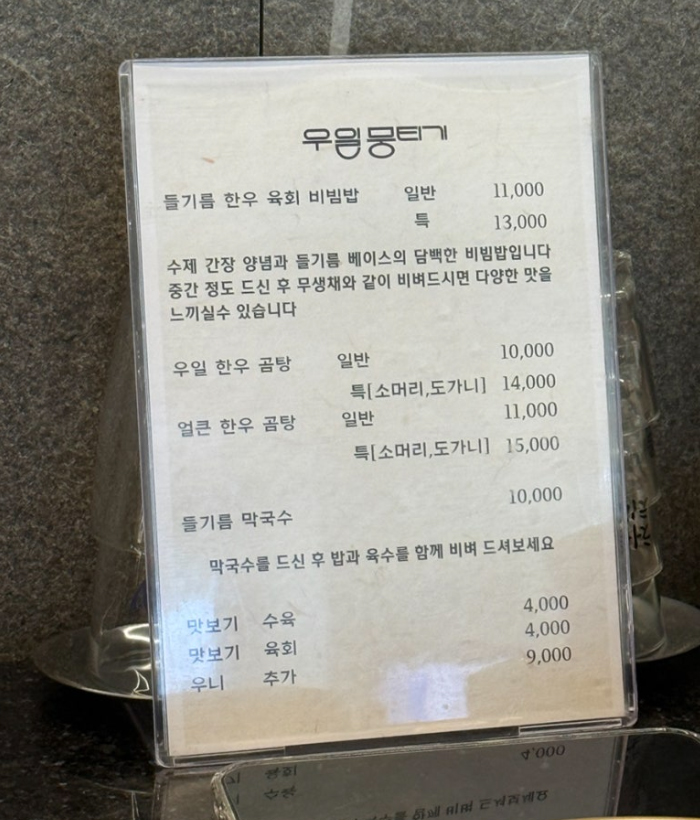 우일 뭉티기
들기름 한우 육회 비빔밥 일반 11,000
특 13,000
수제 간장 양념과 들기름 베이스의 담백한 비빔밥입니다
중간 정도 드신 후 무생채와 같이 비벼드시면 다양한 맛을
느끼실수 있습니다
우일 한우 곰탕 일반 10,000
특[소머리,도가니] 14,000
얼큰 한우 곰탕 일반 11,000
특[소머리,도가니] 15,000
들기름 막국수 10,000
막국수를 드신 후 밥과 육수를 함께 비벼 드셔보세요
맛보기 수육 4,000
맛보기 육회 4,000
우니 추가 9,000